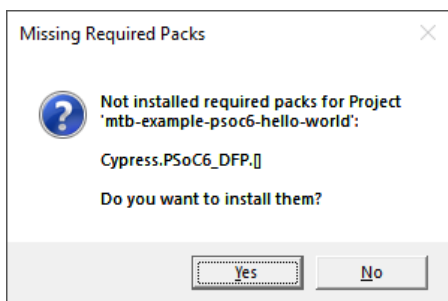 Missing Required Packs
Not installed required packs for Project
'mtb-example-psoc6-hello-world':
Cypress.PSoC6_DFP.[]
Do you want to install them?
Yes
No